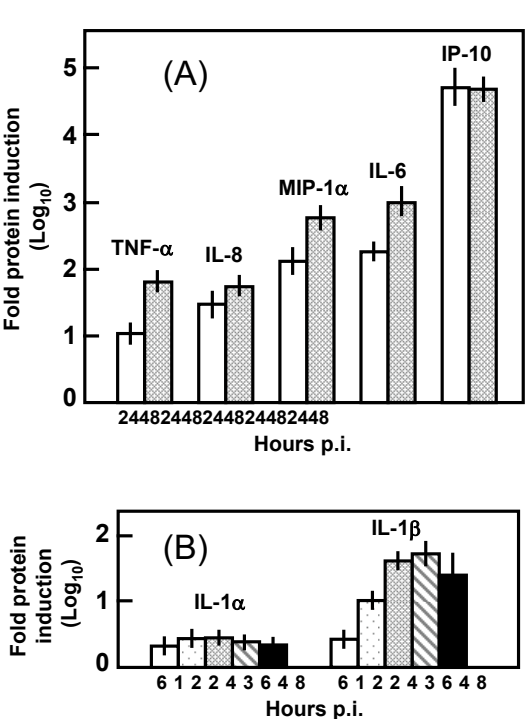 IP-10
5
(A)
4
IL-6
MIP-1α
3
TNF-α
IL-8
2
1
0
Fold protein induction
(Log10)
24482448244824482448
Hours p.i.
2
(B)
IL-1β
1
IL-1α
0
Fold protein
induction
(Log10)
6 1 2 2 4 3 6 4 8 6 1 2 2 4 3 6 4 8
Hours p.i.